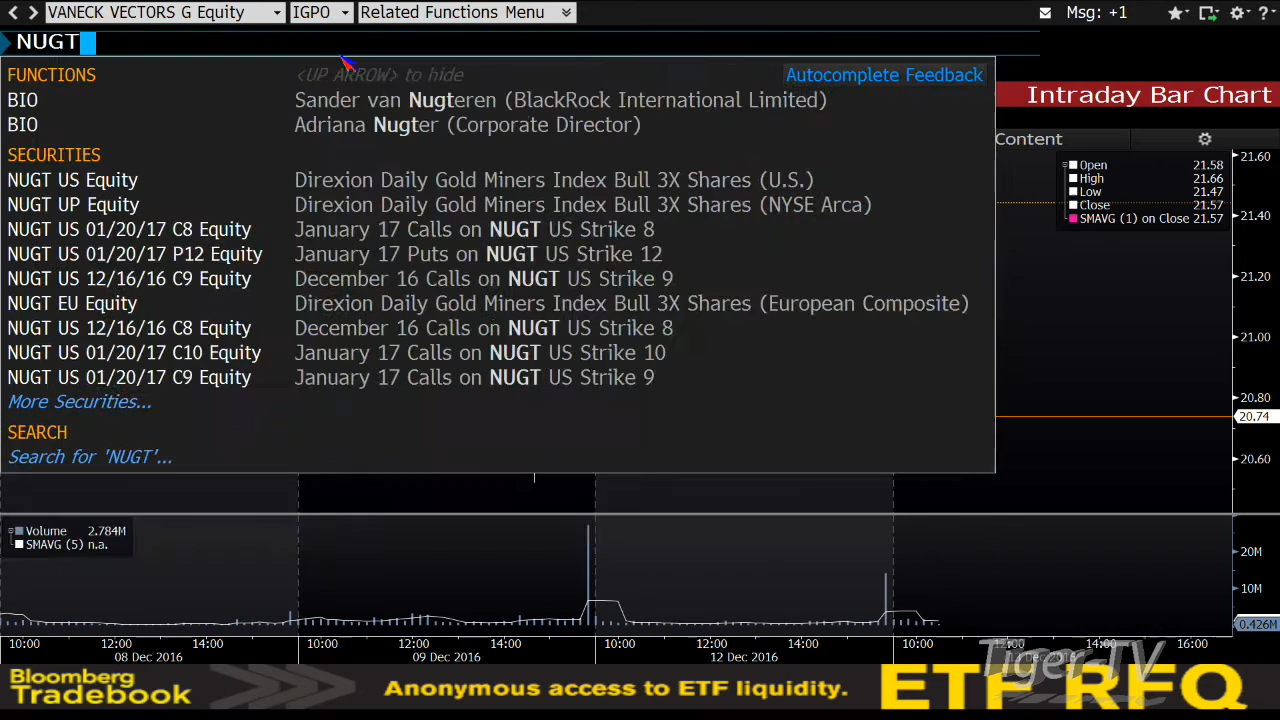 VANECK VECTORS G Equity IGPO Related Functions Menu Msg: +1 ?
NUGT
FUNCTIONS <UP ARROW> to hide Autocomplete Feedback
BIO Sander van Nugteren (BlackRock International Limited)
BIO Adriana Nugter (Corporate Director)
SECURITIES
NUGT US Equity Direxion Daily Gold Miners Index Bull 3X Shares (U.S.)
NUGT UP Equity Direxion Daily Gold Miners Index Bull 3X Shares (NYSE Arca)
NUGT US 01/20/17 C8 Equity January 17 Calls on NUGT US Strike 8
NUGT US 01/20/17 P12 Equity January 17 Puts on NUGT US Strike 12
NUGT US 12/16/16 C9 Equity December 16 Calls on NUGT US Strike 9
NUGT EU Equity Direxion Daily Gold Miners Index Bull 3X Shares (European Composite)
NUGT US 12/16/16 C8 Equity December 16 Calls on NUGT US Strike 8
NUGT US 01/20/17 C10 Equity January 17 Calls on NUGT US Strike 10
NUGT US 01/20/17 C9 Equity January 17 Calls on NUGT US Strike 9
More Securities...
SEARCH
Search for 'NUGT'...
Intraday Bar Chart
Content
Open 21.58
High 21.66
Low 21.47
Close 21.57
SMAVG (1) on Close 21.57
21.60
21.40
21.20
21.00
20.80
20.74
20.60
Volume 2.784M
SMAVG (5) n.a.
20M
10M
0.426M
10:00 12:00 14:00 10:00 12:00 14:00 10:00 12:00 14:00 10:00 12:00 14:00 16:00
08 Dec 2016 09 Dec 2016 12 Dec 2016 13 Dec 2016
TigerTV
Bloomberg
Tradebook
Anonymous access to ETF liquidity.
ETF RFQ